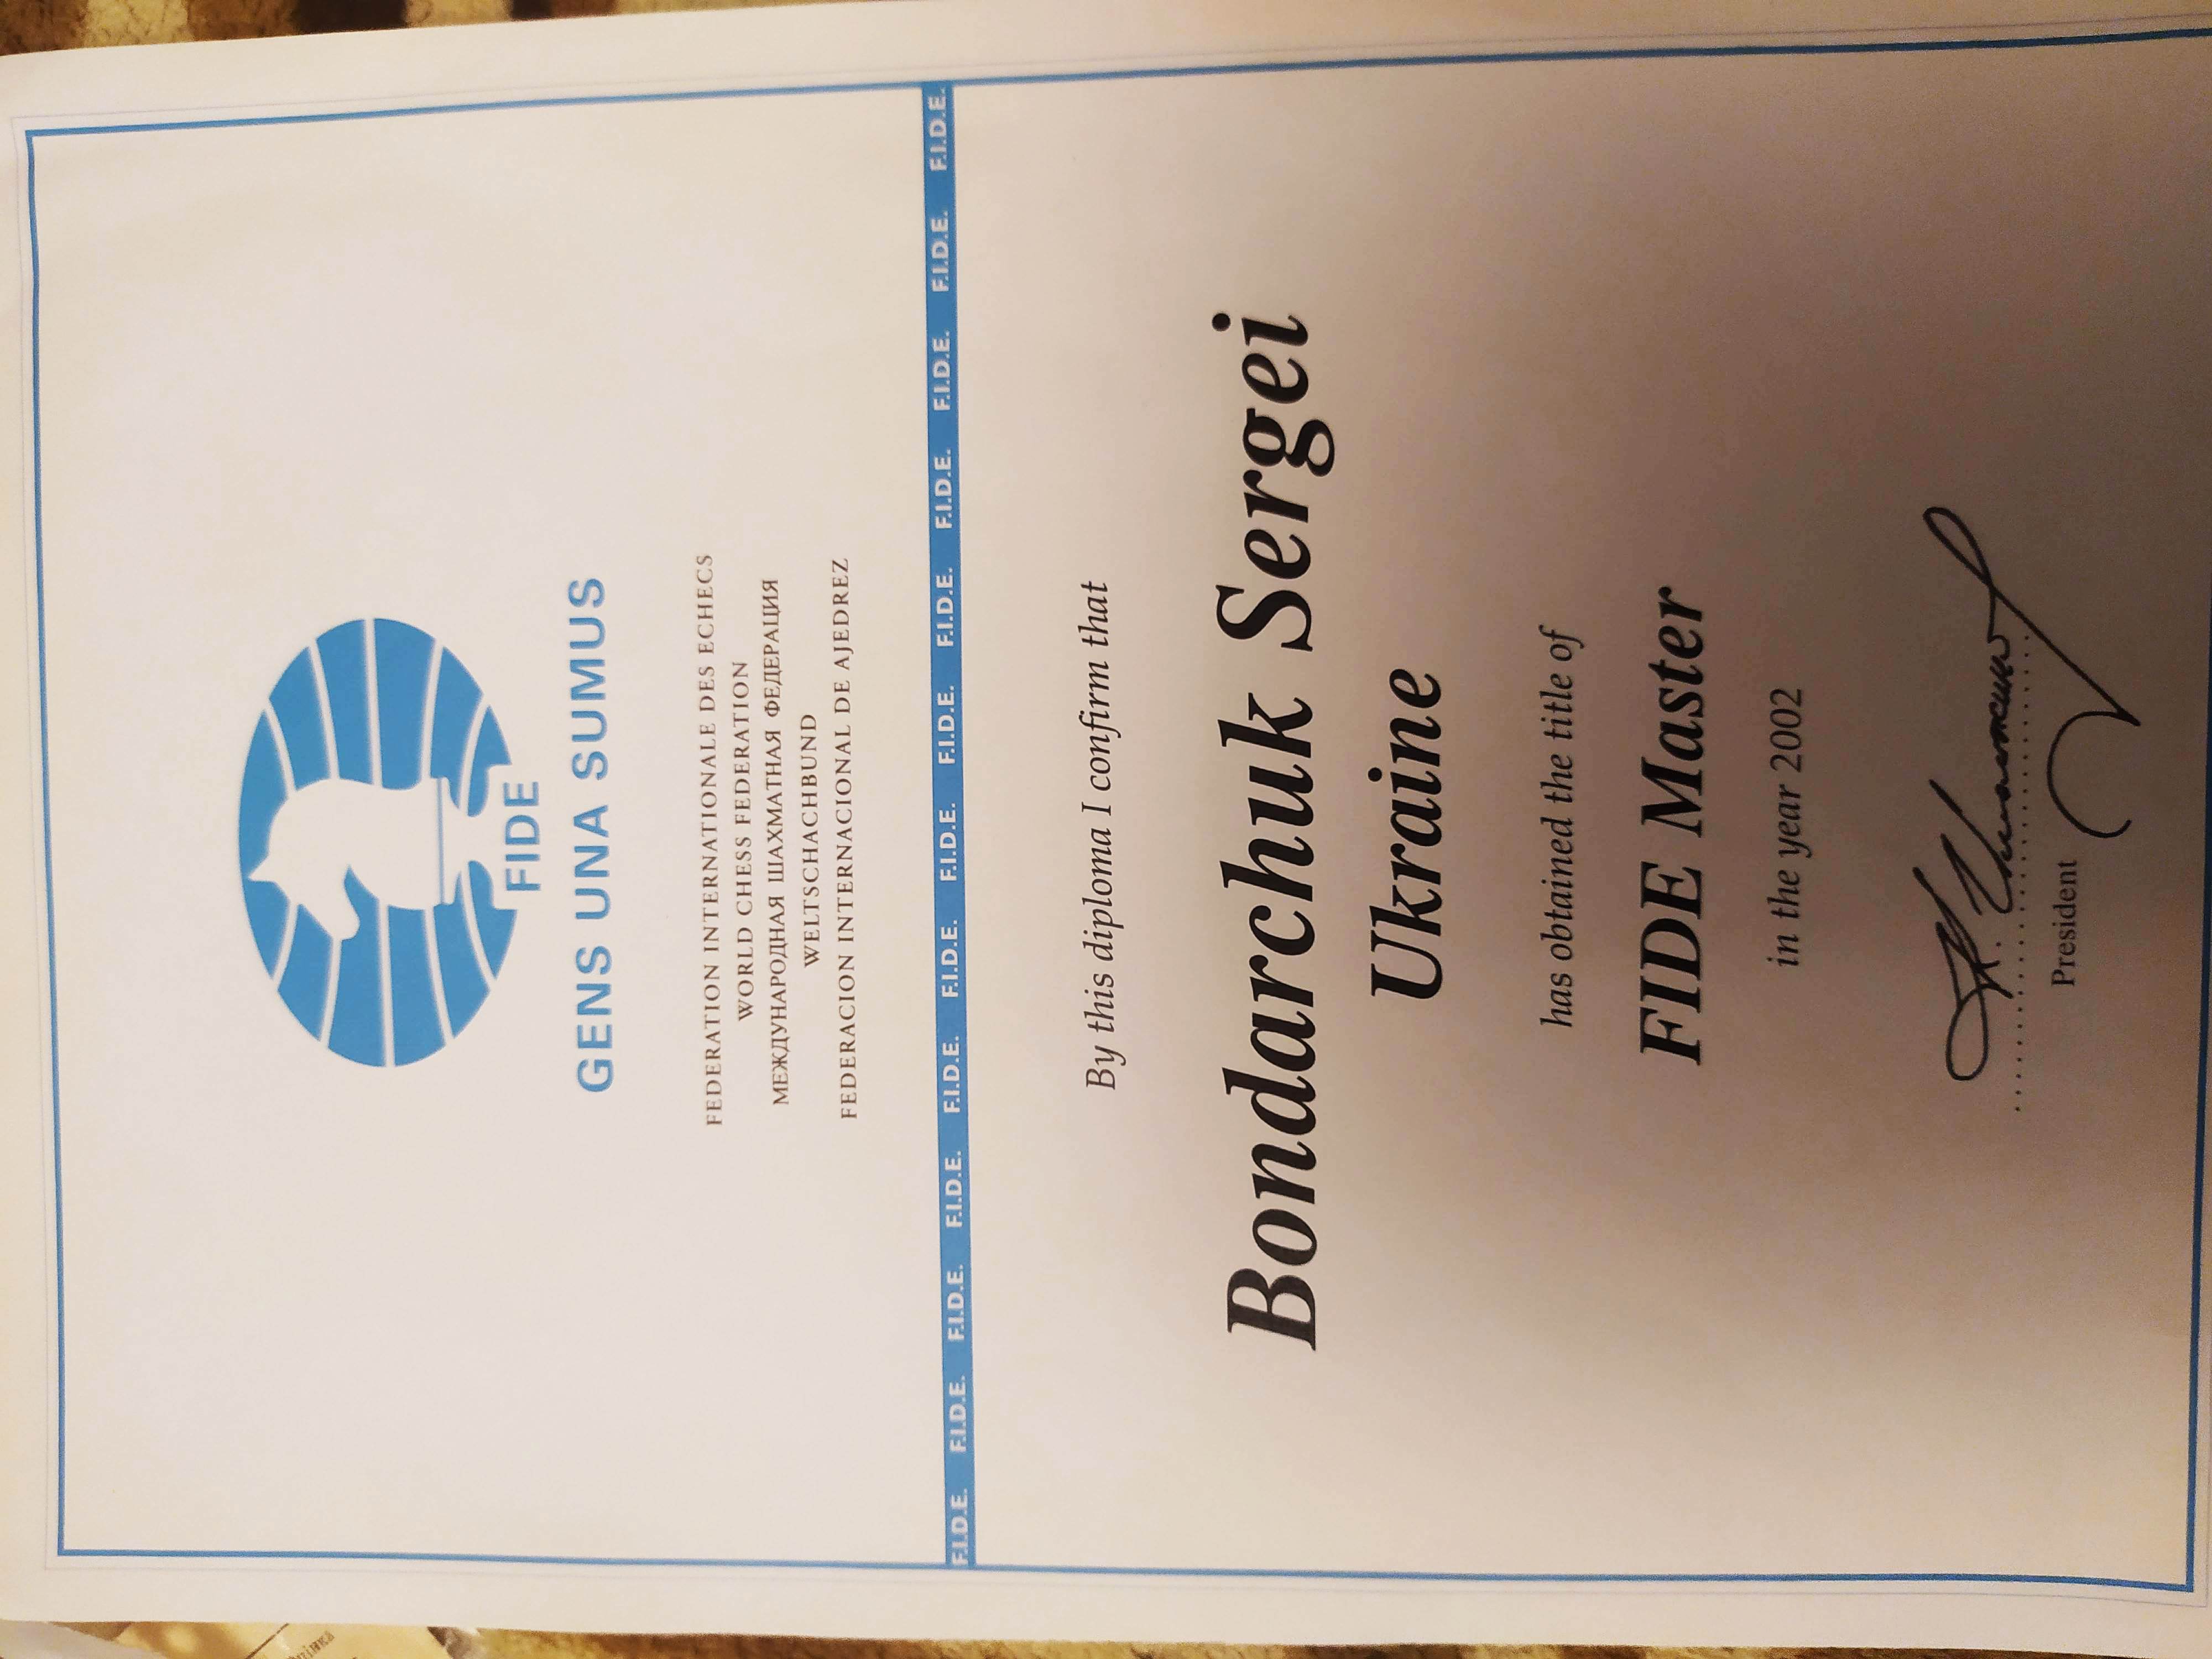 FIDE
GENS UNA SUMUS
FEDERATION INTERNATIONALE DES ECHECS
WORLD CHESS FEDERATION
МЕЖДУНАРОДНАЯ ШАХМАТНАЯ ФЕДЕРАЦИЯ
WELTSCHACHBUND
FEDERACION INTERNACIONAL DE AJEDREZ
F.I.D.E. F.I.D.E. F.I.D.E. F.I.D.E. F.I.D.E. F.I.D.E. F.I.D.E. F.I.D.E. F.I.D.E. F.I.D.E. F.I.D.E. F.I.D.E. F.I.D.E.
By this diploma I confirm that
Bondarchuk Sergei
Ukraine
has obtained the title of
FIDE Master
in the year 2002
President